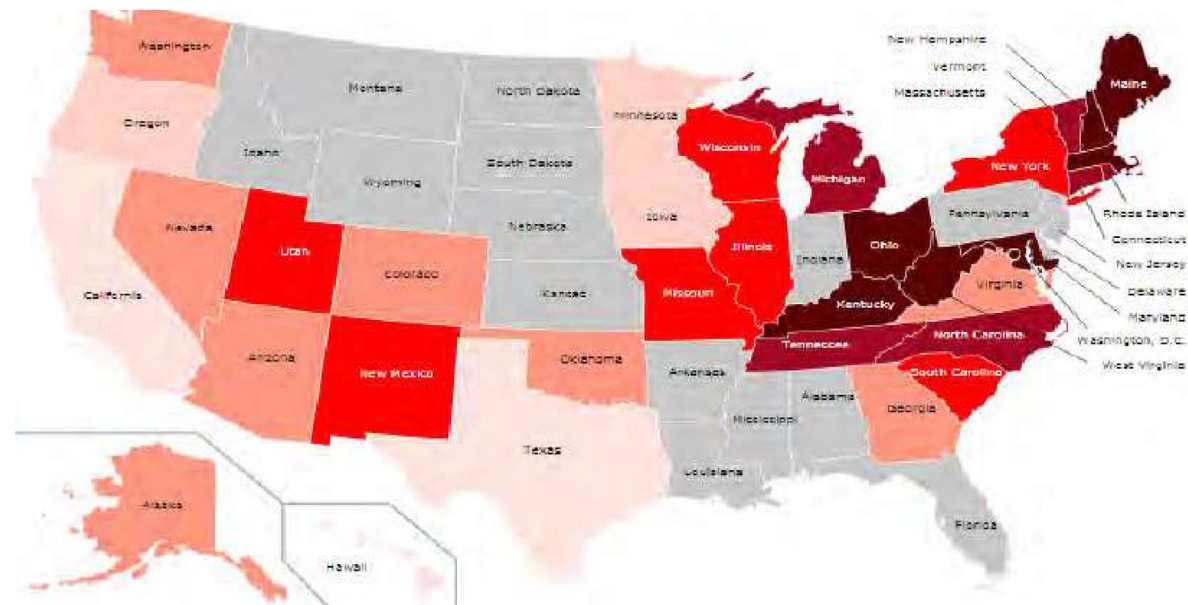 Washington
Montana
North Dakota
Minnesota
New Hempshire
Vermont
Massachusetts
Maine
Oregon
Idaho
Wyoming
South Dakota
Wisconsin
Michigan
New York
Nevada
Utan
Colorado
Nebraska
Iowa
Illinois
Indiana
Ohio
Pennsylvania
Rhode Island
Connecticut
New Jersey
Delaware
Maryland
Washington, D.C.
West Virginia
California
Kansas
Missouri
Kentucky
Virginia
Arizona
New Mexico
Oklahoma
Arkansas
Tennessee
North Carolina
South Carolina
Texas
Louisiana
Mississippi
Alabama
Georgia
Florida
Alaska
Hawaii